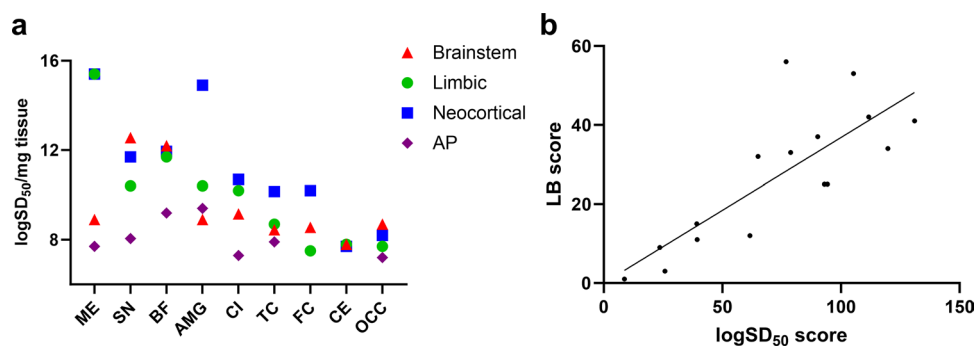 a
logSD50/mg tissue
16
12
8
ME
SN
BF
AMG
CI
TC
FC
CE
OCC
Brainstem
Limbic
Neocortical
AP
b
LB score
60
40
20
0
0
50
100
150
logSD50 score